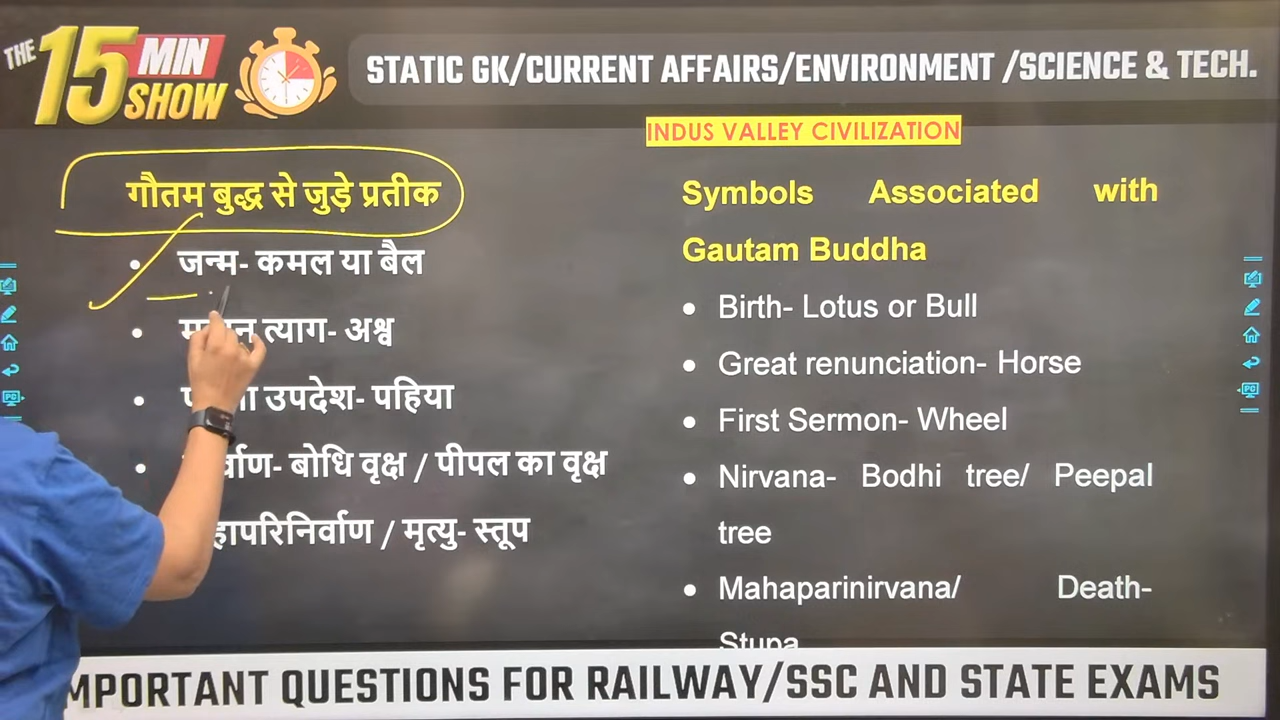 THE 15 MIN SHOW
STATIC GK/CURRENT AFFAIRS/ENVIRONMENT /SCIENCE & TECH.
INDUS VALLEY CIVILIZATION
गौतम बुद्ध से जुड़े प्रतीक
• जन्म- कमल या बैल
• त्याग- अश्व
• उपदेश- पहिया
• बोधि वृक्ष / पीपल का वृक्ष
/ मृत्यु- स्तूप
Symbols Associated with
Gautam Buddha
• Birth- Lotus or Bull
• Great renunciation- Horse
• First Sermon- Wheel
• Nirvana- Bodhi tree/ Peepal
tree
• Mahaparinirvana/ Death-
Stupa
IMPORTANT QUESTIONS FOR RAILWAY/SSC AND STATE EXAMS